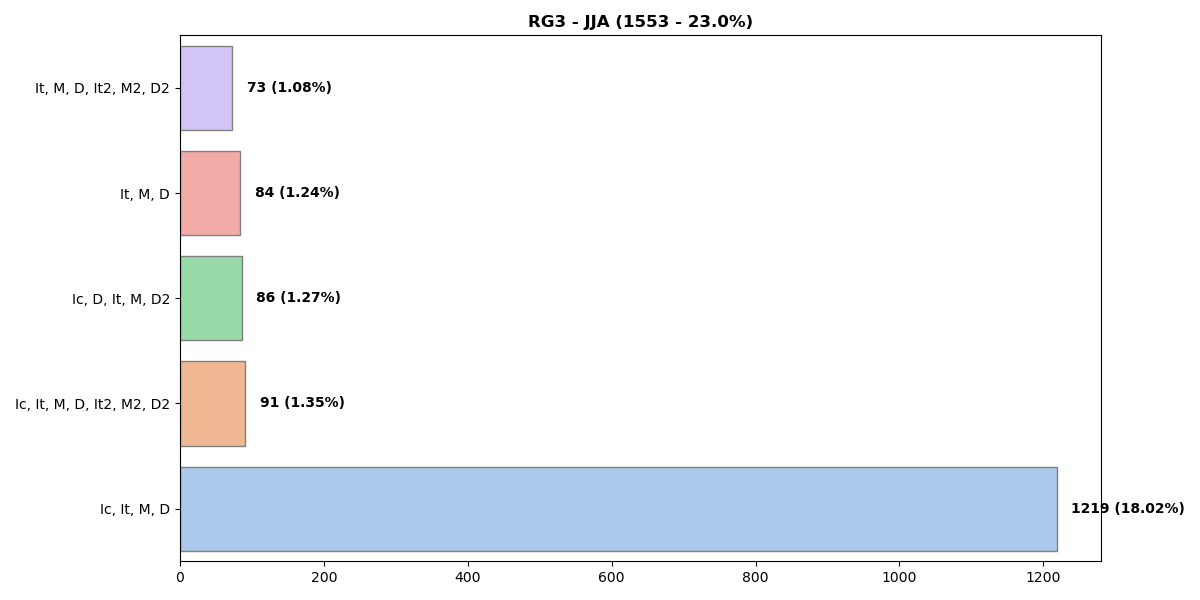 RG3 - JJA (1553 - 23.0%)
It, M, D, It2, M2, D2
73 (1.08%)
It, M, D
84 (1.24%)
Ic, D, It, M, D2
86 (1.27%)
Ic, It, M, D, It2, M2, D2
91 (1.35%)
Ic, It, M, D
1219 (18.02%)
0 200 400 600 800 1000 1200